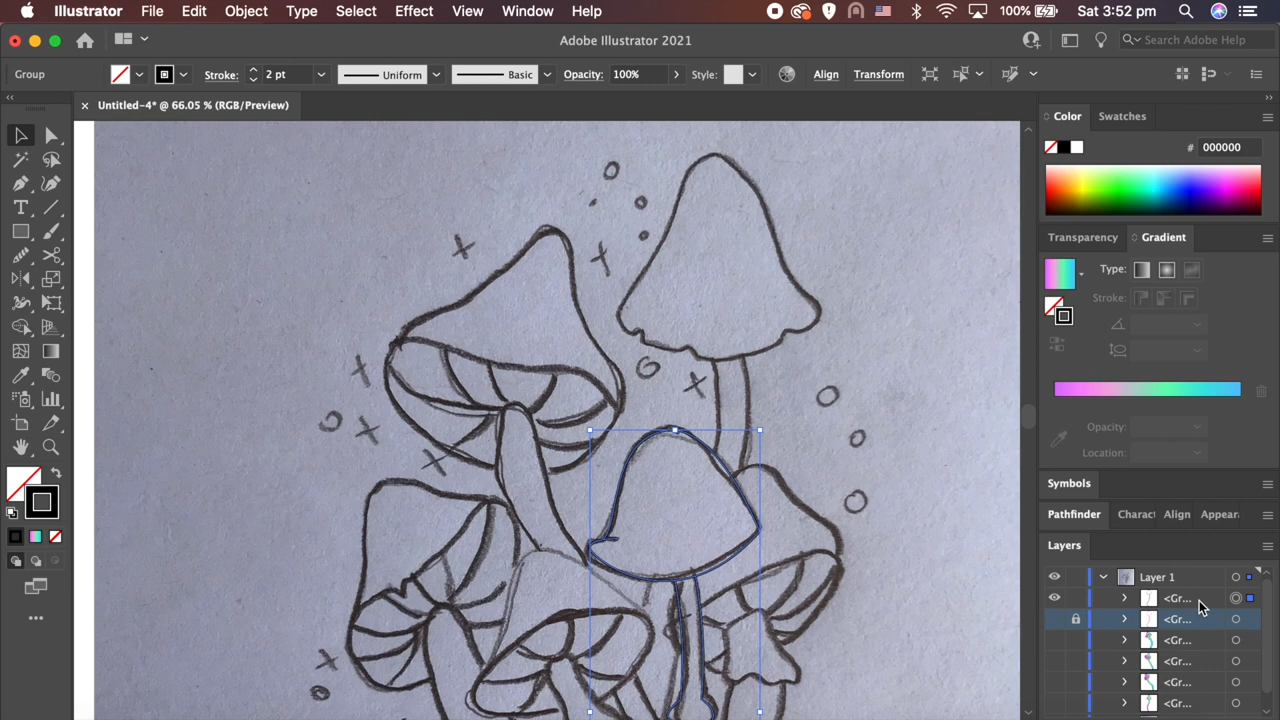 Illustrator File Edit Object Type Select Effect View Window Help 100% Sat 3:52 pm
Adobe Illustrator 2021 Search Adobe Help
Group Stroke: 2 pt Uniform Basic Opacity: 100% Style: Align Transform
× Untitled-4* @ 66.05 % (RGB/Preview)
Color Swatches
# 000000
Transparency Gradient
Type:
Stroke:
Opacity:
Location:
Symbols
Pathfinder Charact Align Appear
Layers
Layer 1
<Gr...
<Gr...
<Gr...
<Gr...
<Gr...
<Gr...